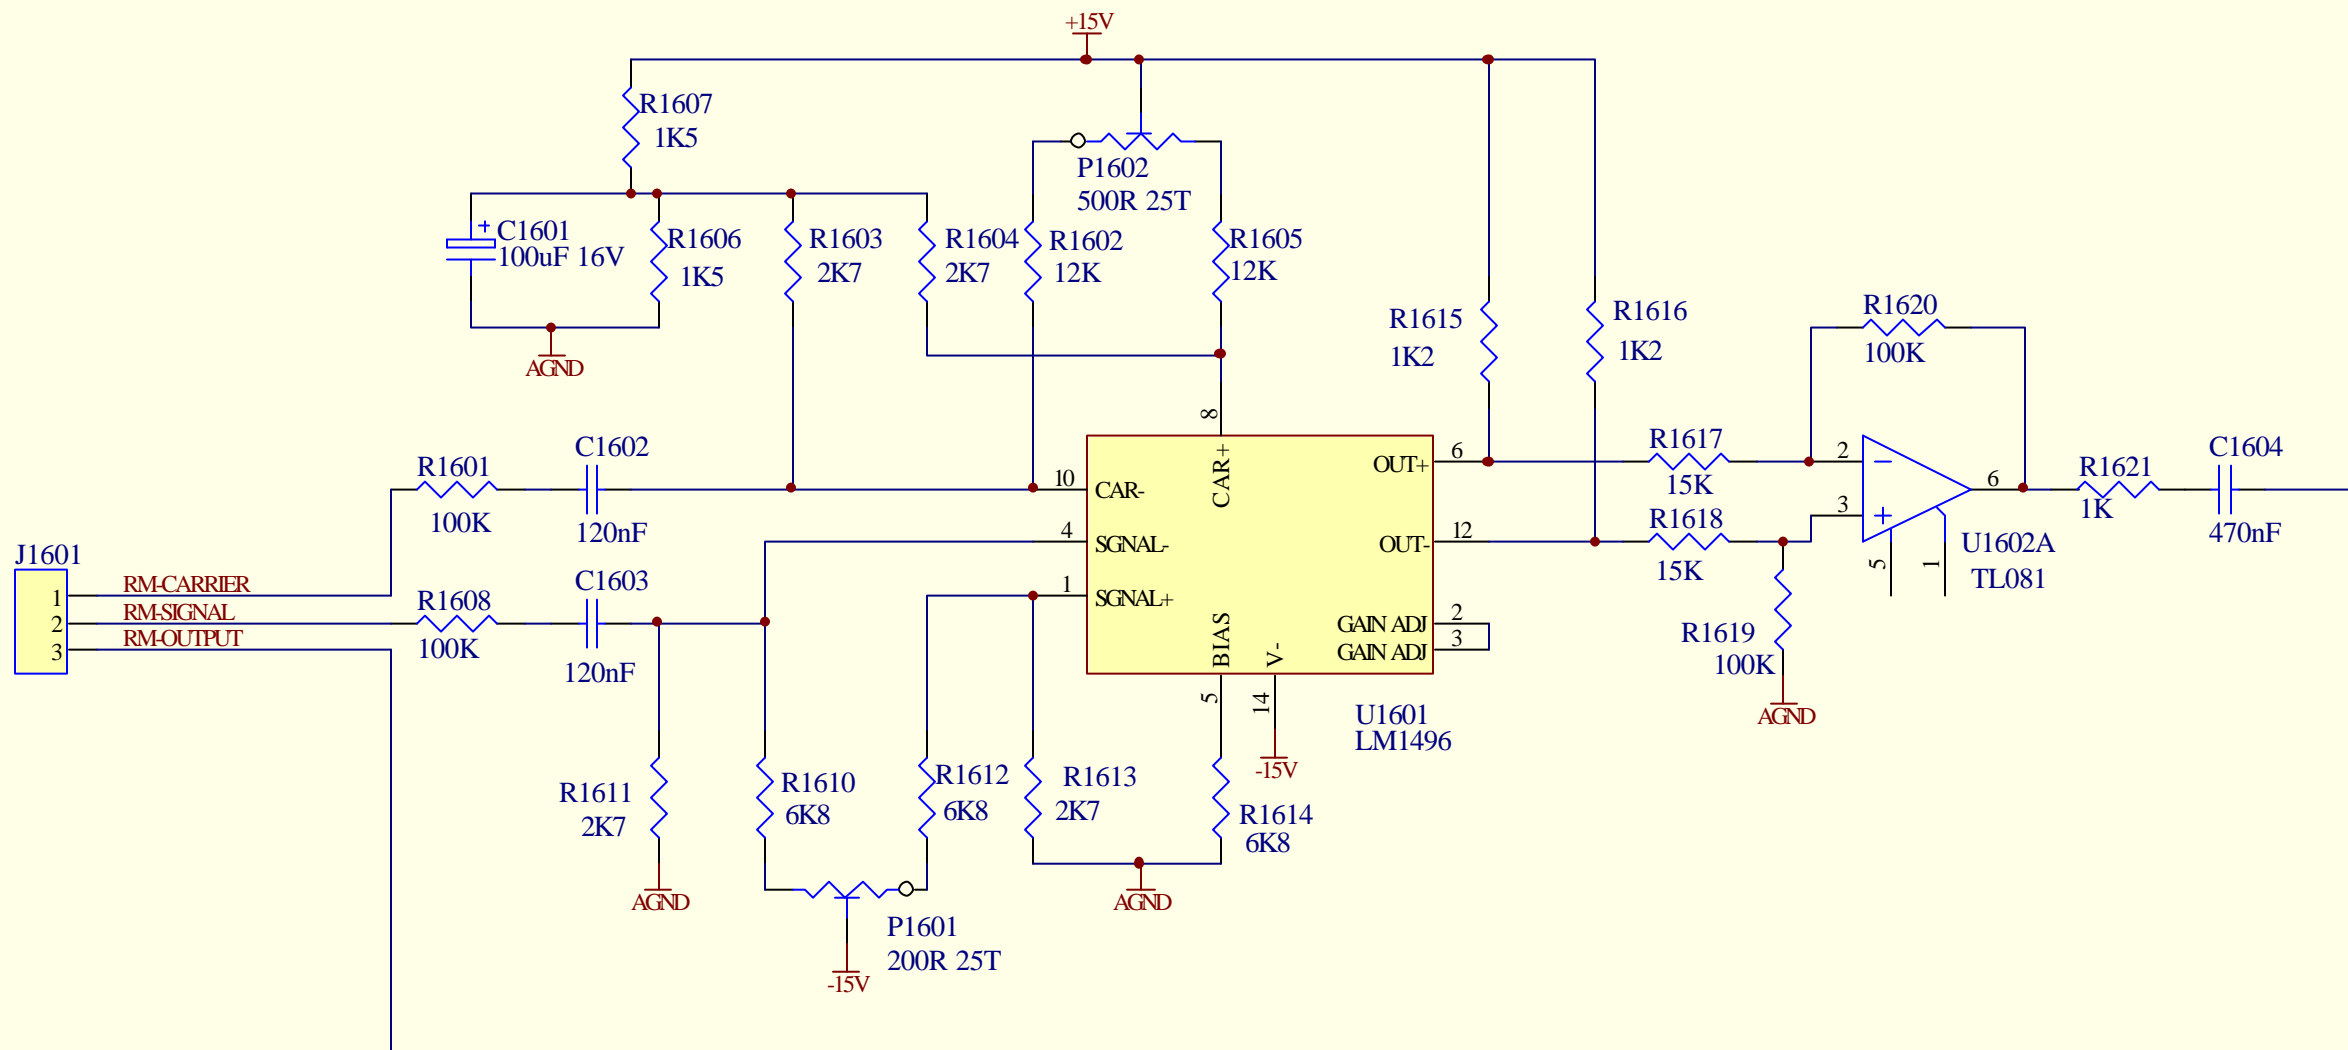 +15V
R1607
1K5
P1602
500R 25T
C1601
100uF 16V
+
R1606
1K5
R1603
2K7
R1604
2K7
R1602
12K
R1605
12K
AGND
R1615
1K2
R1616
1K2
R1620
100K
R1601
100K
C1602
120nF
J1601
1
2
3
RM-CARRIER
RM-SIGNAL
RM-OUTPUT
R1608
100K
C1603
120nF
8
CAR+
10
CAR-
4
SGNAL-
1
SGNAL+
6
OUT+
12
OUT-
2
GAIN ADJ
3
GAIN ADJ
5
BIAS
14
V-
-15V
U1601
LM1496
R1617
15K
R1618
15K
R1619
100K
AGND
2
3
6
5
1
U1602A
TL081
R1621
1K
C1604
470nF
R1611
2K7
AGND
R1610
6K8
R1612
6K8
R1613
2K7
R1614
6K8
AGND
P1601
200R 25T
-15V